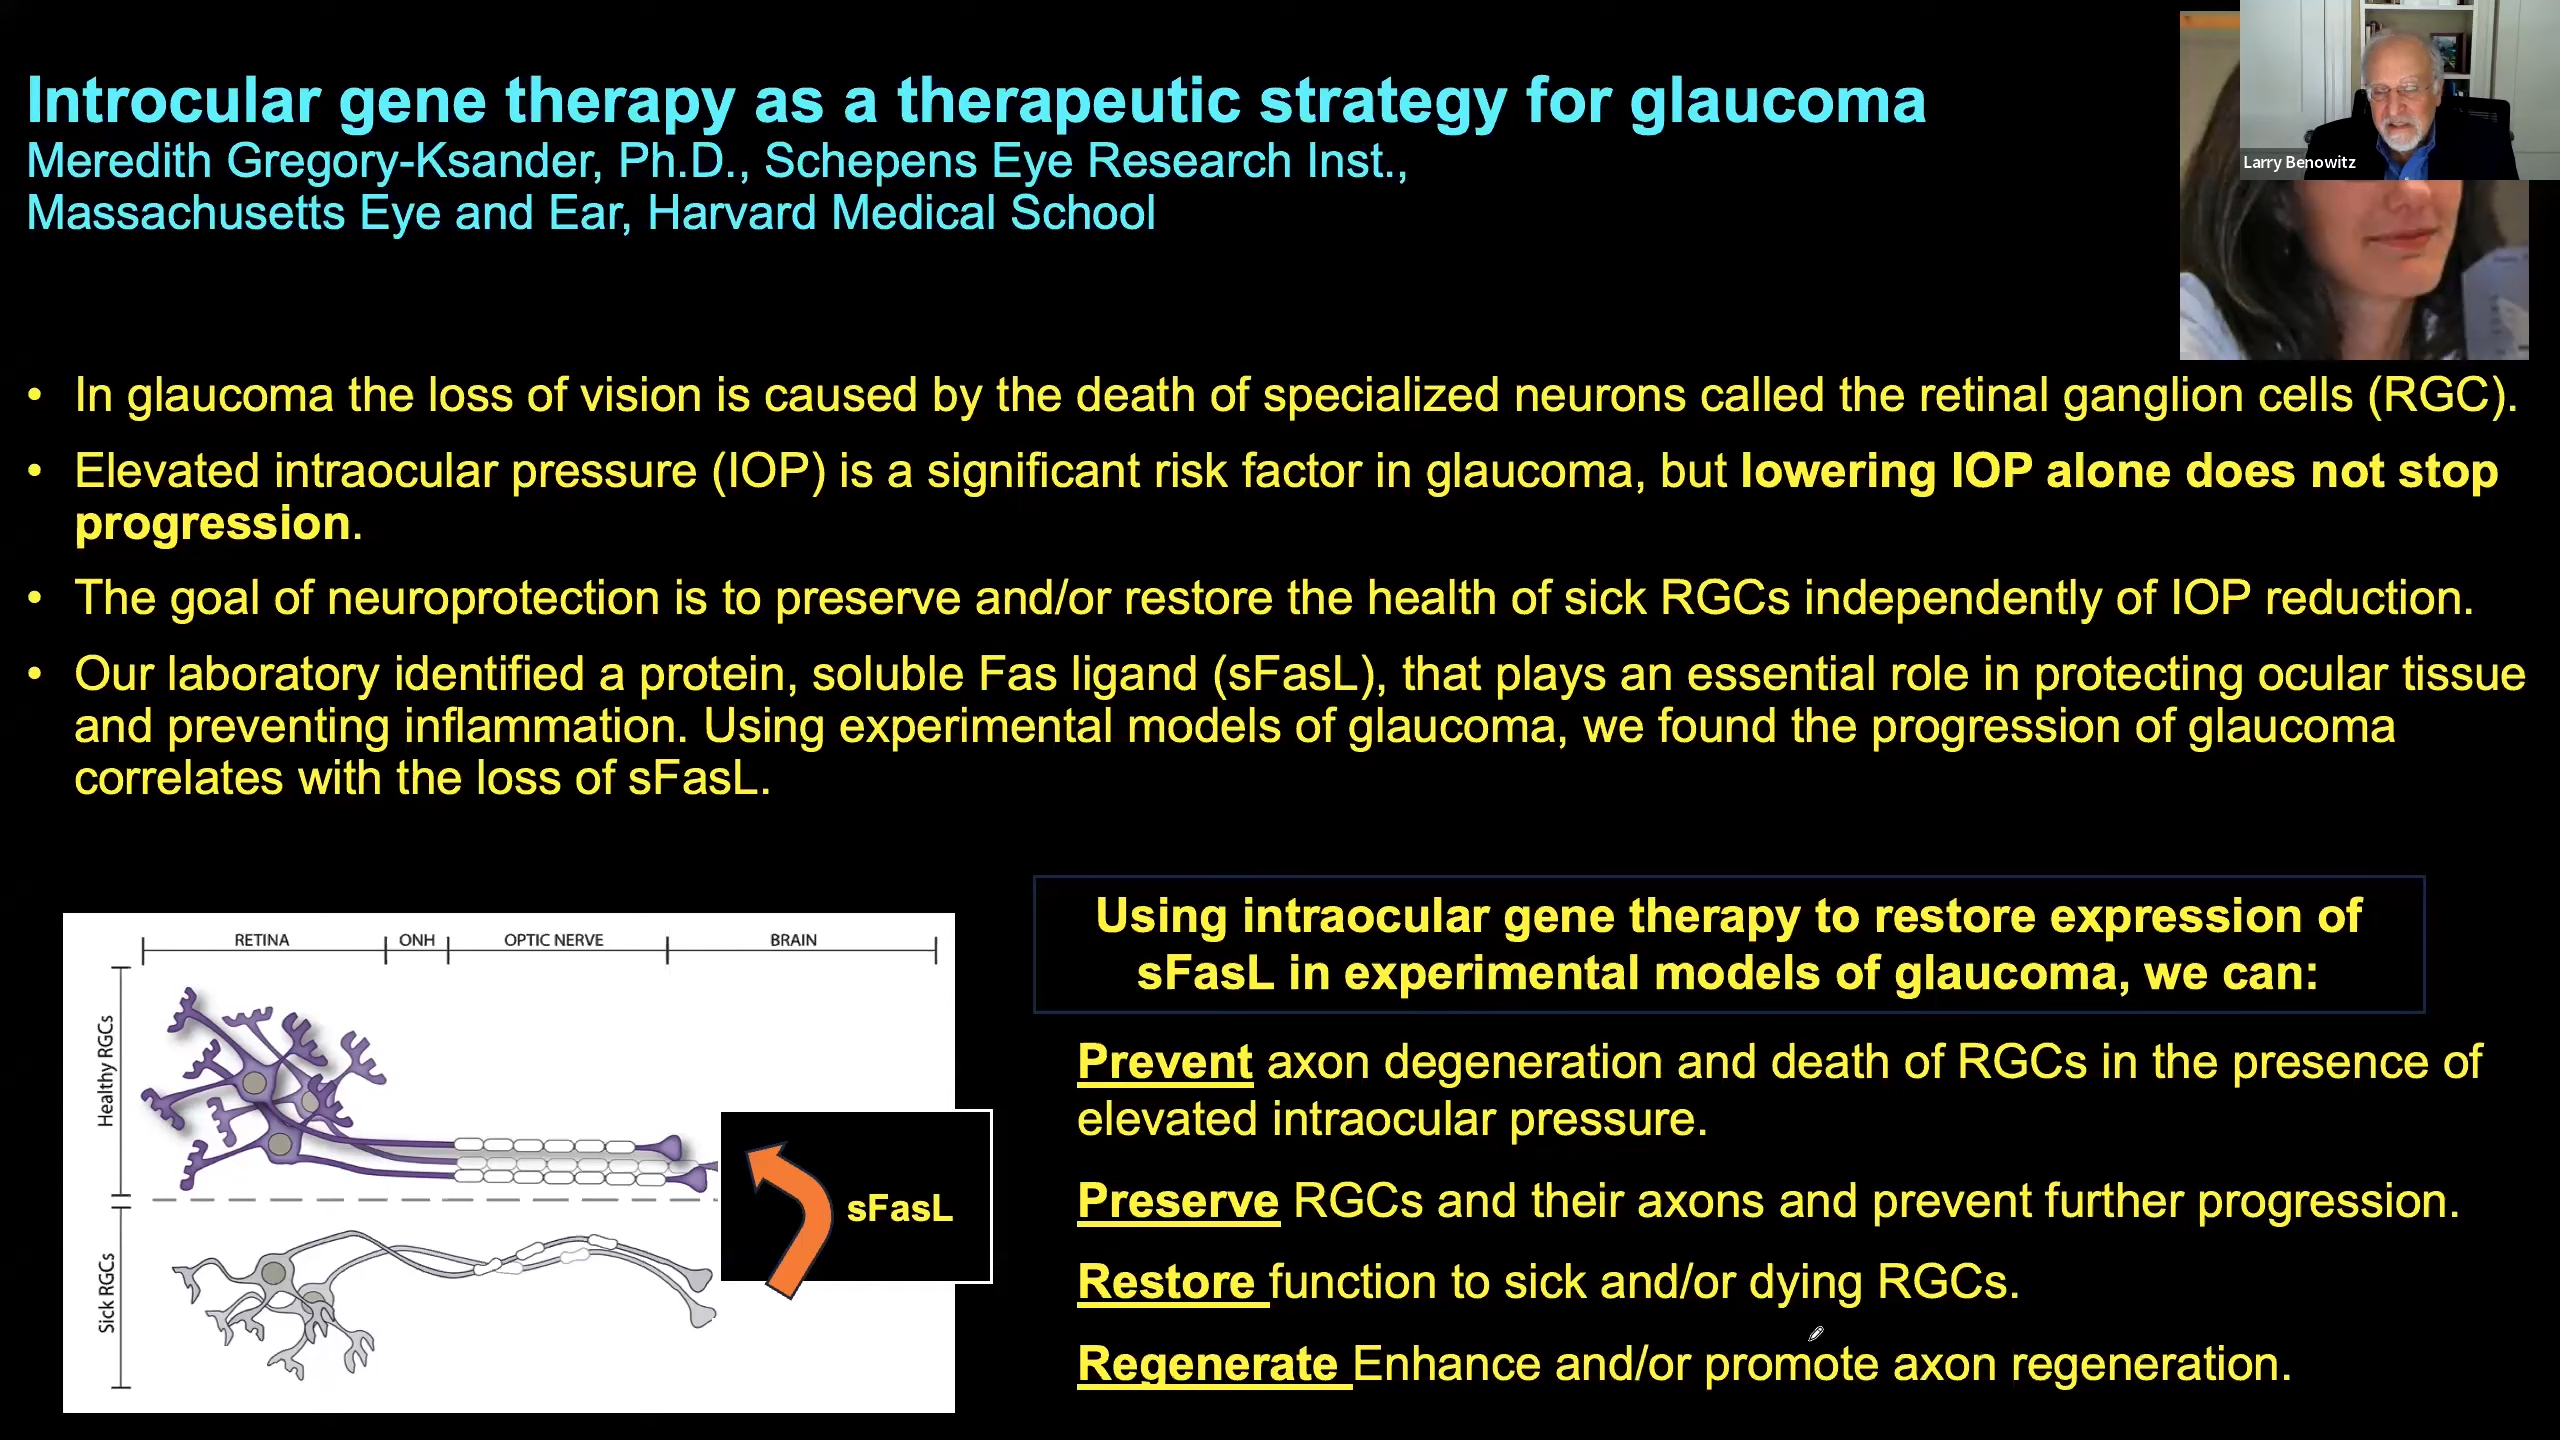 Introcular gene therapy as a therapeutic strategy for glaucoma
Meredith Gregory-Ksander, Ph.D., Schepens Eye Research Inst.,
Massachusetts Eye and Ear, Harvard Medical School
Larry Benowitz
• In glaucoma the loss of vision is caused by the death of specialized neurons called the retinal ganglion cells (RGC).
• Elevated intraocular pressure (IOP) is a significant risk factor in glaucoma, but lowering IOP alone does not stop
progression.
• The goal of neuroprotection is to preserve and/or restore the health of sick RGCs independently of IOP reduction.
• Our laboratory identified a protein, soluble Fas ligand (sFasL), that plays an essential role in protecting ocular tissue
and preventing inflammation. Using experimental models of glaucoma, we found the progression of glaucoma
correlates with the loss of sFasL.
RETINA ONH OPTIC NERVE BRAIN
Healthy RGCs
Sick RGCs
sFasL
Using intraocular gene therapy to restore expression of
sFasL in experimental models of glaucoma, we can:
Prevent axon degeneration and death of RGCs in the presence of
elevated intraocular pressure.
Preserve RGCs and their axons and prevent further progression.
Restore function to sick and/or dying RGCs.
Regenerate Enhance and/or promote axon regeneration.